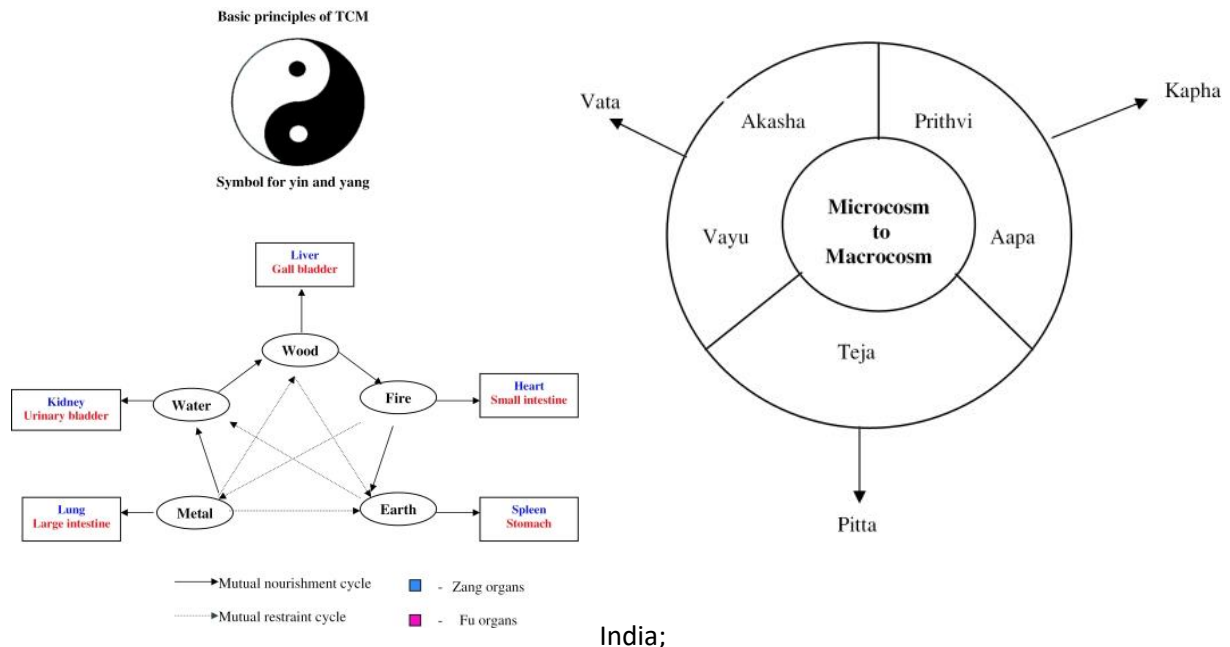 Basic principles of TCM
Symbol for yin and yang
Liver
Gall bladder
Wood
Kidney
Urinary bladder
Water
Fire
Heart
Small intestine
Lung
Large intestine
Metal
Earth
Spleen
Stomach
Mutual nourishment cycle
- Zang organs
Mutual restraint cycle
- Fu organs
Vata
Kapha
Akasha
Prithvi
Microcosm
to
Macrocosm
Vayu
Aapa
Teja
Pitta
India;